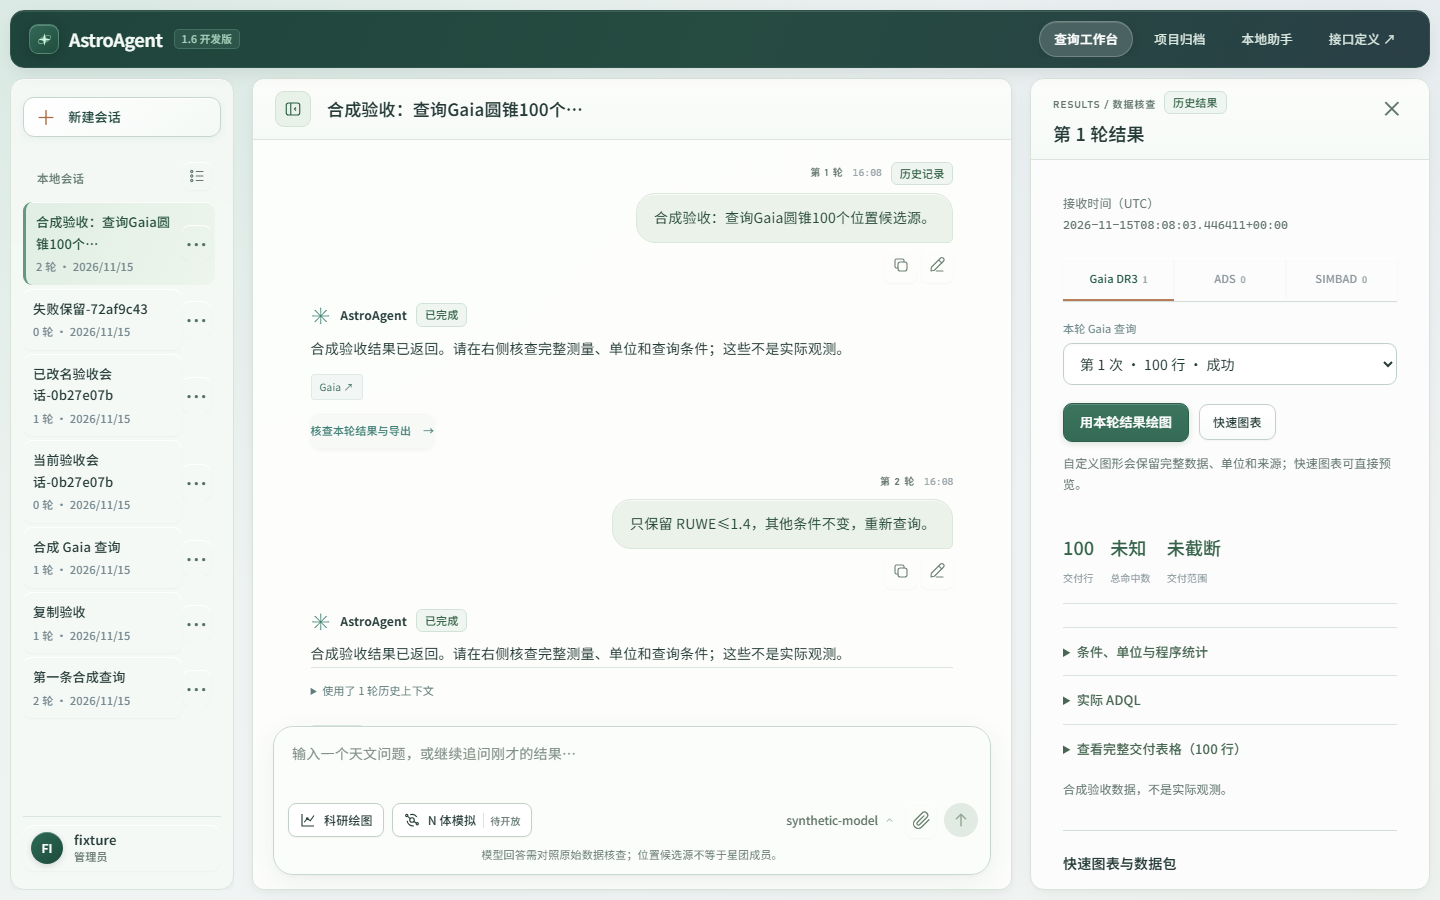 AstroAgent 1.6 开发版
查询工作台 项目归档 本地助手 接口定义 ↗
新建会话
本地会话
合成验收：查询Gaia圆
锥100个…
2 轮 · 2026/11/15
失败保留-72af9c43
0 轮 · 2026/11/15
已改名验收会
话-0b27e07b
1 轮 · 2026/11/15
当前验收会
话-0b27e07b
0 轮 · 2026/11/15
合成 Gaia 查询
1 轮 · 2026/11/15
复制验收
1 轮 · 2026/11/15
第一条合成查询
2 轮 · 2026/11/15
FI
fixture
管理员
合成验收：查询Gaia圆锥100个…
第 1 轮 16:08 历史记录
合成验收：查询Gaia圆锥100个位置候选源。
AstroAgent 已完成
合成验收结果已返回。请在右侧核查完整测量、单位和查询条件；这些不是实际观测。
Gaia ↗
核查本轮结果与导出 →
第 2 轮 16:08
只保留 RUWE≤1.4，其他条件不变，重新查询。
AstroAgent 已完成
合成验收结果已返回。请在右侧核查完整测量、单位和查询条件；这些不是实际观测。
使用了 1 轮历史上下文
输入一个天文问题，或继续追问刚才的结果…
科研绘图 N 体模拟 待开放 synthetic-model
模型回答需对照原始数据核查；位置候选源不等于星团成员。
RESULTS / 数据核查 历史结果
第 1 轮结果
接收时间（UTC）
2026-11-15T08:08:03.446411+00:00
Gaia DR3 1 ADS 0 SIMBAD 0
本轮 Gaia 查询
第 1 次 · 100 行 · 成功
用本轮结果绘图 快速图表
自定义图形会保留完整数据、单位和来源；快速图表可直接预
览。
100 未知 未截断
交付行 总命中数 交付范围
条件、单位与程序统计
实际 ADQL
查看完整交付表格（100 行）
合成验收数据，不是实际观测。
快速图表与数据包